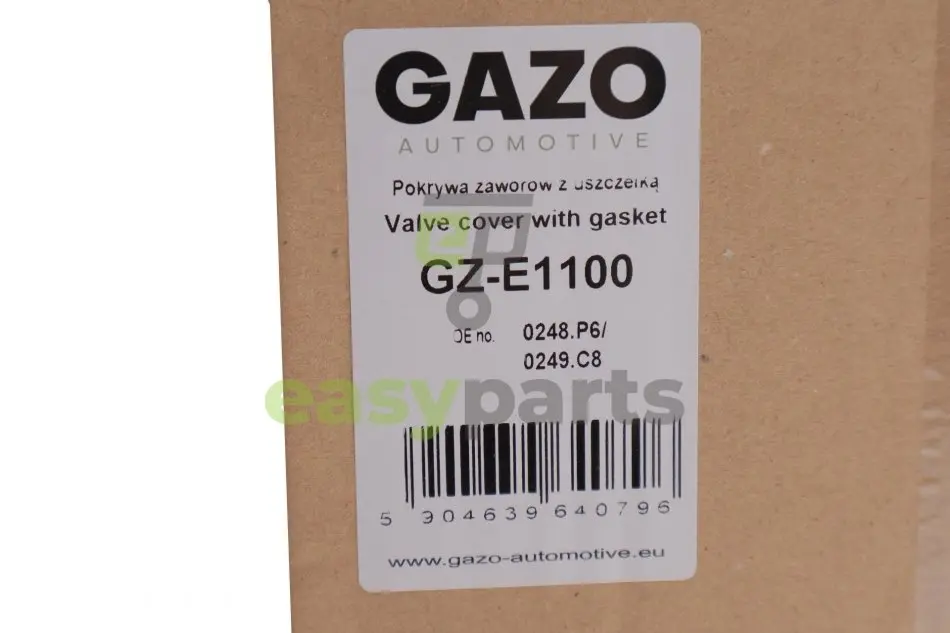 GAZO
AUTOMOTIVE
Pokrywa zaworow z uszczelką
Valve cover with gasket
GZ-E1100
OE no. 0248.P6/
0249.C8
easyparts
5 904639 640796
www.gazo-automotive.eu